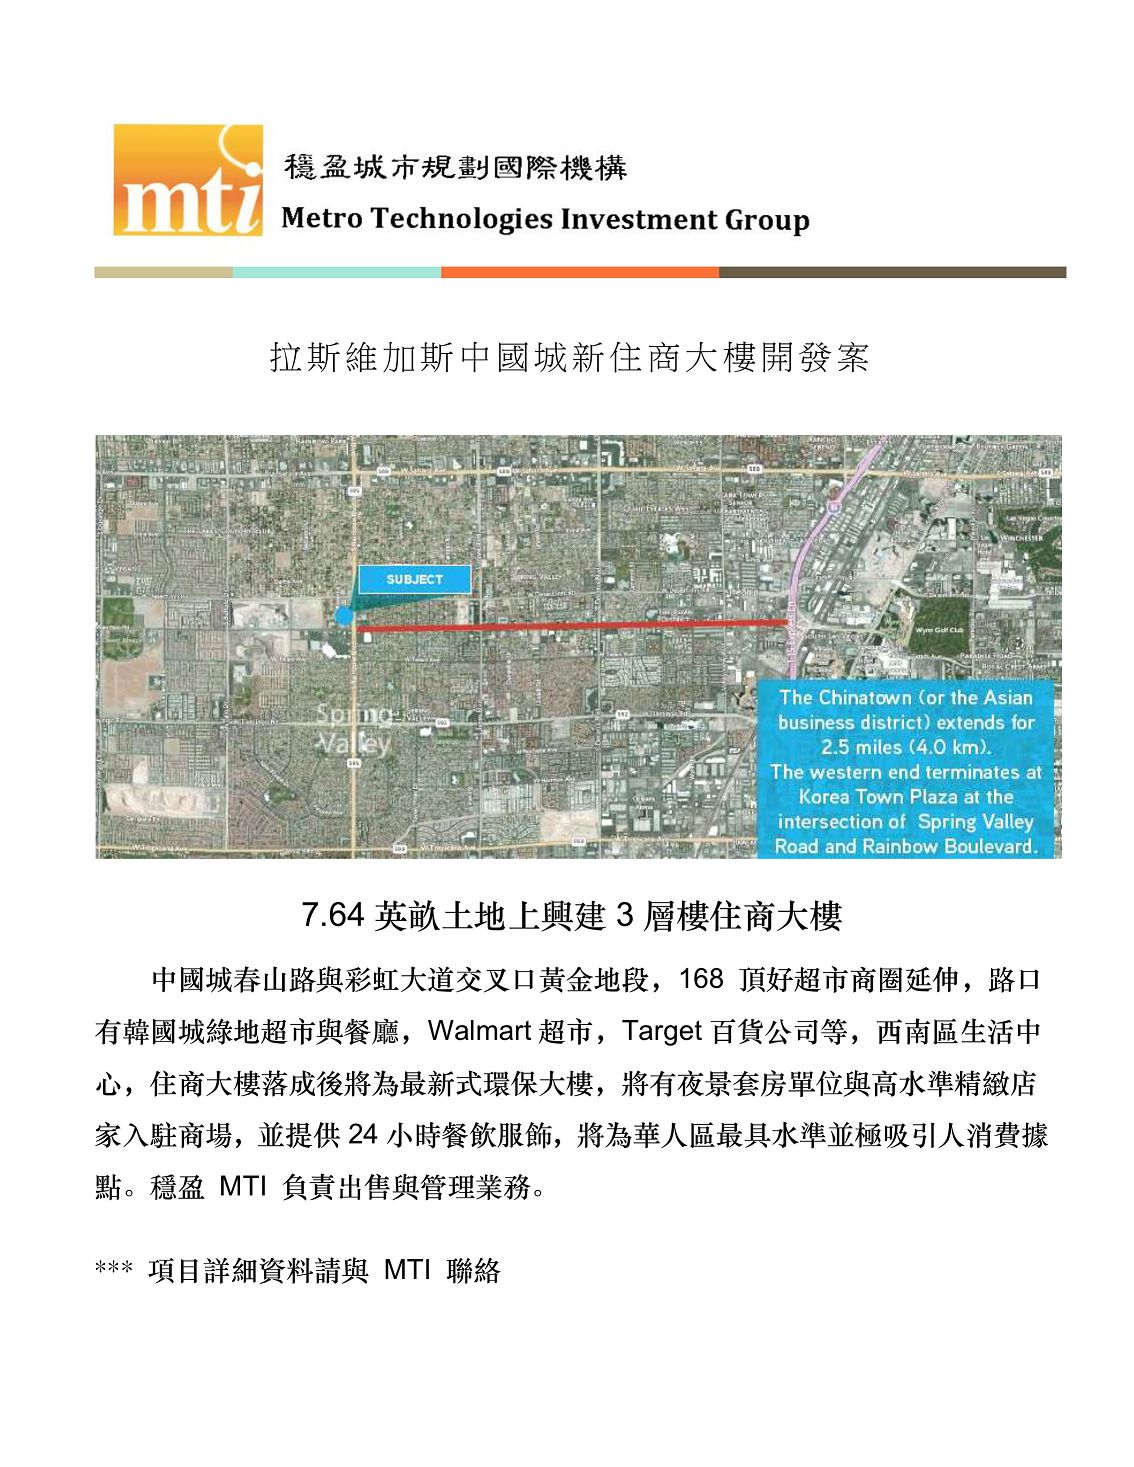 mti
穩盈城市規劃國際機構
Metro Technologies Investment Group
拉斯維加斯中國城新住商大樓開發案
SUBJECT
Spring Valley
Wynn Golf Club
WINCHESTER
The Chinatown (or the Asian
business district) extends for
2.5 miles (4.0 km).
The western end terminates at
Korea Town Plaza at the
intersection of Spring Valley
Road and Rainbow Boulevard.
7.64 英畝土地上興建 3 層樓住商大樓
中國城春山路與彩虹大道交叉口黃金地段，168 頂好超市商圈延伸，路口
有韓國城綠地超市與餐廳，Walmart 超市，Target 百貨公司等，西南區生活中
心，住商大樓落成後將為最新式環保大樓，將有夜景套房單位與高水準精緻店
家入駐商場，並提供 24 小時餐飲服飾，將為華人區最具水準並極吸引人消費據
點。穩盈 MTI 負責出售與管理業務。
*** 項目詳細資料請與 MTI 聯絡